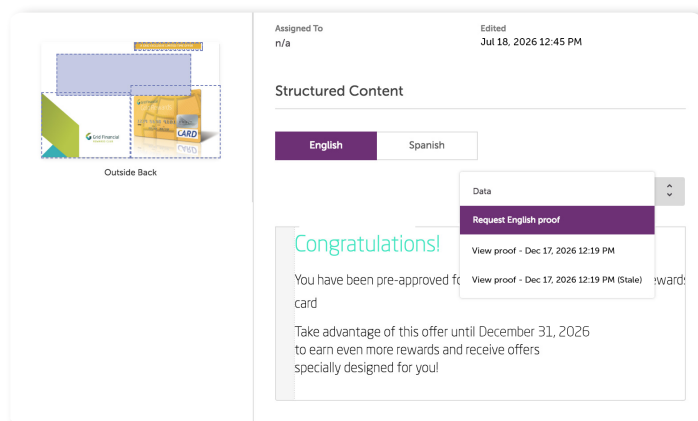 Assigned To
n/a
Edited
Jul 18, 2026 12:45 PM
Structured Content
English
Spanish
Grid Financial
CARD
Outside Back
Data
Request English proof
View proof - Dec 17, 2026 12:19 PM
View proof - Dec 17, 2026 12:19 PM (Stale)
Congratulations!
You have been pre-approved fo
card
Take advantage of this offer until December 31, 2026
to earn even more rewards and receive offers
specially designed for you!